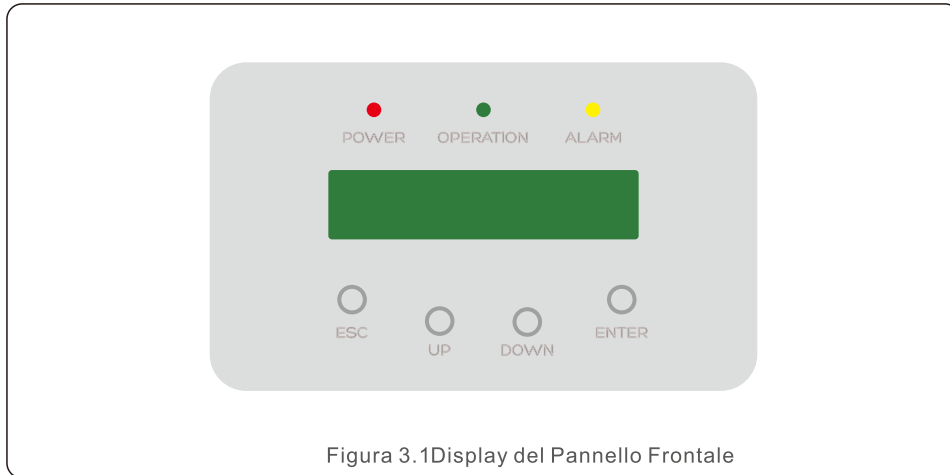 POWER OPERATION ALARM
ESC UP DOWN ENTER
Figura 3.1Display del Pannello Frontale